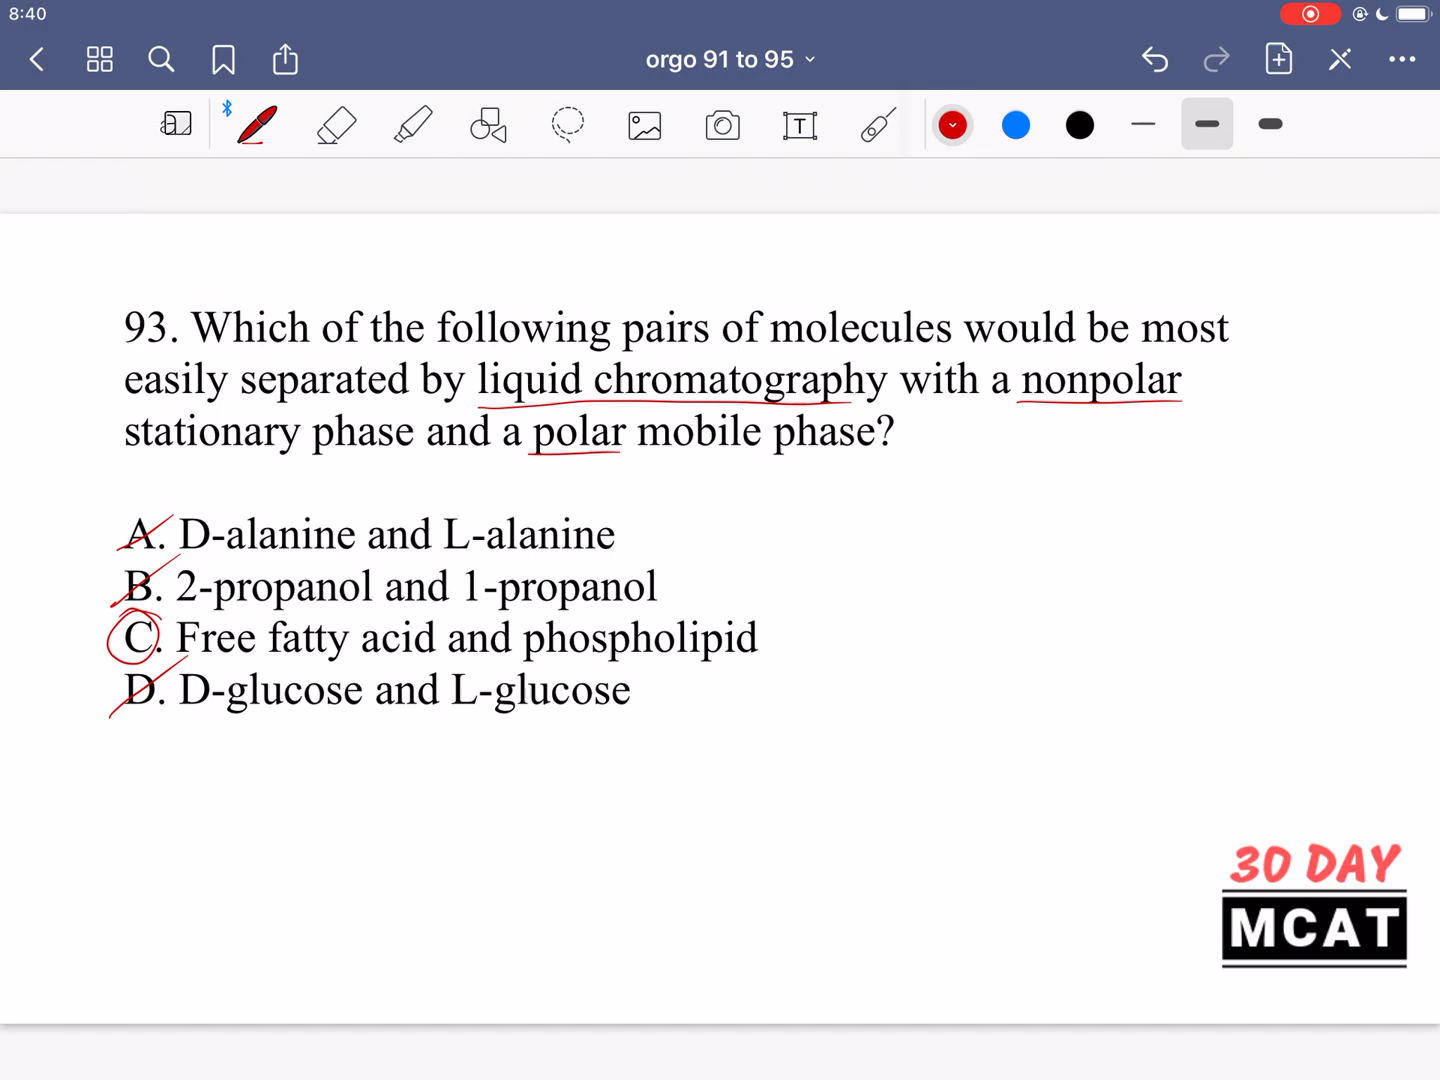 8:40
orgo 91 to 95
93. Which of the following pairs of molecules would be most
easily separated by liquid chromatography with a nonpolar
stationary phase and a polar mobile phase?
A. D-alanine and L-alanine
B. 2-propanol and 1-propanol
C. Free fatty acid and phospholipid
D. D-glucose and L-glucose
30 DAY
MCAT